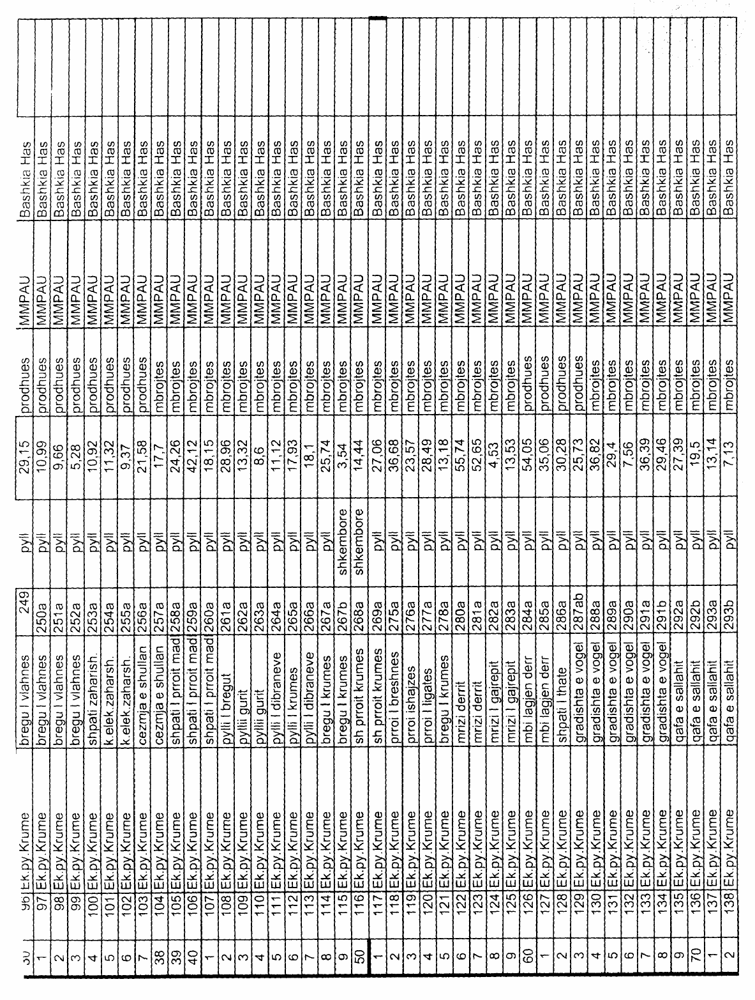 30 96 Ek.py.Krume bregu I vlahnes 249 pyll 29,15 prodhues MMPAU Bashkia Has
1 97 Ek.py.Krume bregu I vlahnes 250a pyll 10,99 prodhues MMPAU Bashkia Has
2 98 Ek.py.Krume bregu I vlahnes 251a pyll 9,66 prodhues MMPAU Bashkia Has
3 99 Ek.py.Krume bregu I vlahnes 252a pyll 5,28 prodhues MMPAU Bashkia Has
4 100 Ek.py.Krume shpati zaharish. 253a pyll 10,92 prodhues MMPAU Bashkia Has
5 101 Ek.py.Krume k.elek.zaharsh. 254a pyll 11,32 prodhues MMPAU Bashkia Has
6 102 Ek.py.Krume k.elek.zaharsh. 255a pyll 9,37 prodhues MMPAU Bashkia Has
7 103 Ek.py.Krume cezmja e shullan 256a pyll 21,58 prodhues MMPAU Bashkia Has
38 104 Ek.py.Krume cezmja e shullan 257a pyll 17,7 mbrojtes MMPAU Bashkia Has
39 105 Ek.py.Krume shpati I prroit mad 258a pyll 24,26 mbrojtes MMPAU Bashkia Has
40 106 Ek.py.Krume shpati I prroit mad 259a pyll 42,12 mbrojtes MMPAU Bashkia Has
1 107 Ek.py.Krume shpati I prroit mad 260a pyll 18,15 mbrojtes MMPAU Bashkia Has
2 108 Ek.py.Krume pylli I bregut 261a pyll 28,96 mbrojtes MMPAU Bashkia Has
3 109 Ek.py.Krume pyllii gurit 262a pyll 13,32 mbrojtes MMPAU Bashkia Has
4 110 Ek.py.Krume pyllii gurit 263a pyll 8,6 mbrojtes MMPAU Bashkia Has
5 111 Ek.py.Krume pylli I dibraneve 264a pyll 11,12 mbrojtes MMPAU Bashkia Has
6 112 Ek.py.Krume pylli I krumes 265a pyll 17,93 mbrojtes MMPAU Bashkia Has
7 113 Ek.py.Krume pylli I dibraneve 266a pyll 18,1 mbrojtes MMPAU Bashkia Has
8 114 Ek.py.Krume bregu I krumes 267a pyll 25,74 mbrojtes MMPAU Bashkia Has
9 115 Ek.py.Krume bregu I krumes 267b shkembore 3,54 mbrojtes MMPAU Bashkia Has
50 116 Ek.py.Krume sh prroit krumes 268a shkembore 14,44 mbrojtes MMPAU Bashkia Has
1 117 Ek.py.Krume sh prroit krumes 269a pyll 27,06 mbrojtes MMPAU Bashkia Has
2 118 Ek.py.Krume prroi I breshnes 275a pyll 36,68 mbrojtes MMPAU Bashkia Has
3 119 Ek.py.Krume prroi ishajzes 276a pyll 23,57 mbrojtes MMPAU Bashkia Has
4 120 Ek.py.Krume prroi I ligates 277a pyll 28,49 mbrojtes MMPAU Bashkia Has
5 121 Ek.py.Krume bregu I krumes 278a pyll 13,18 mbrojtes MMPAU Bashkia Has
6 122 Ek.py.Krume mrizi derrit 280a pyll 55,74 mbrojtes MMPAU Bashkia Has
7 123 Ek.py.Krume mrizi derrit 281a pyll 52,65 mbrojtes MMPAU Bashkia Has
8 124 Ek.py.Krume mrizi I gajrepit 282a pyll 4,53 mbrojtes MMPAU Bashkia Has
9 125 Ek.py.Krume mrizi I gajrepit 283a pyll 13,53 mbrojtes MMPAU Bashkia Has
60 126 Ek.py.Krume mbi lagjen derr 284a pyll 54,05 prodhues MMPAU Bashkia Has
1 127 Ek.py.Krume mbi lagjen derr 285a pyll 35,06 prodhues MMPAU Bashkia Has
2 128 Ek.py.Krume shpati I thate 286a pyll 30,28 prodhues MMPAU Bashkia Has
3 129 Ek.py.Krume gradishta e vogel 287ab pyll 25,73 prodhues MMPAU Bashkia Has
4 130 Ek.py.Krume gradishta e vogel 288a pyll 36,82 mbrojtes MMPAU Bashkia Has
5 131 Ek.py.Krume gradishta e vogel 289a pyll 29,4 mbrojtes MMPAU Bashkia Has
6 132 Ek.py.Krume gradishta e vogel 290a pyll 7,56 mbrojtes MMPAU Bashkia Has
7 133 Ek.py.Krume gradishta e vogel 291a pyll 36,39 mbrojtes MMPAU Bashkia Has
8 134 Ek.py.Krume gradishta e vogel 291b pyll 29,46 mbrojtes MMPAU Bashkia Has
9 135 Ek.py.Krume qafa e sallahit 292a pyll 27,39 mbrojtes MMPAU Bashkia Has
70 136 Ek.py.Krume qafa e sallahit 292b pyll 19,5 mbrojtes MMPAU Bashkia Has
1 137 Ek.py.Krume qafa e sallahit 293a pyll 13,14 mbrojtes MMPAU Bashkia Has
2 138 Ek.py.Krume qafa e sallahit 293b pyll 7,13 mbrojtes MMPAU Bashkia Has